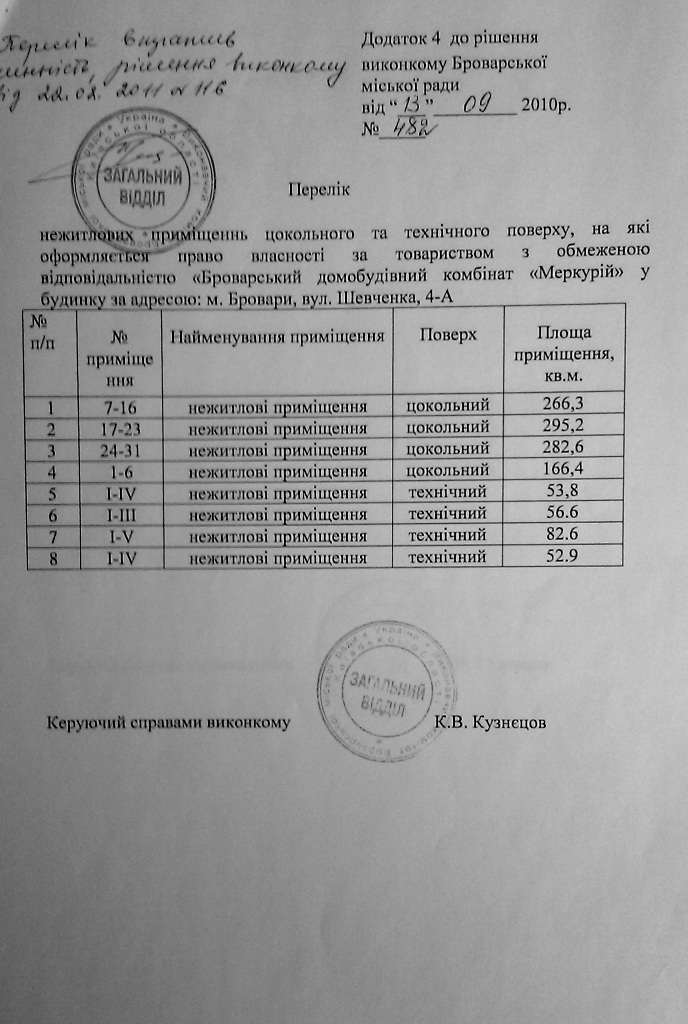 Перелік втратив
чинність, рішення виконкому
від 22.02.2011 № 116
Додаток 4 до рішення
виконкому Броварської
міської ради
від “ 13 ” 09 2010р.
№ 482
ЗАГАЛЬНИЙ
ВІДДІЛ
Перелік
нежитлових приміщеннь цокольного та технічного поверху, на які
оформляється право власності за товариством з обмеженою
відповідальністю «Броварський домобудівний комбінат «Меркурій» у
будинку за адресою: м. Бровари, вул. Шевченка, 4-А
№ п/п № приміще ння Найменування приміщення Поверх Площа приміщення, кв.м.
1 7-16 нежитлові приміщення цокольний 266,3
2 17-23 нежитлові приміщення цокольний 295,2
3 24-31 нежитлові приміщення цокольний 282,6
4 1-6 нежитлові приміщення цокольний 166,4
5 I-IV нежитлові приміщення технічний 53,8
6 I-III нежитлові приміщення технічний 56.6
7 I-V нежитлові приміщення технічний 82.6
8 I-IV нежитлові приміщення технічний 52.9
ЗАГАЛЬНИЙ
ВІДДІЛ
Керуючий справами виконкому К.В. Кузнєцов